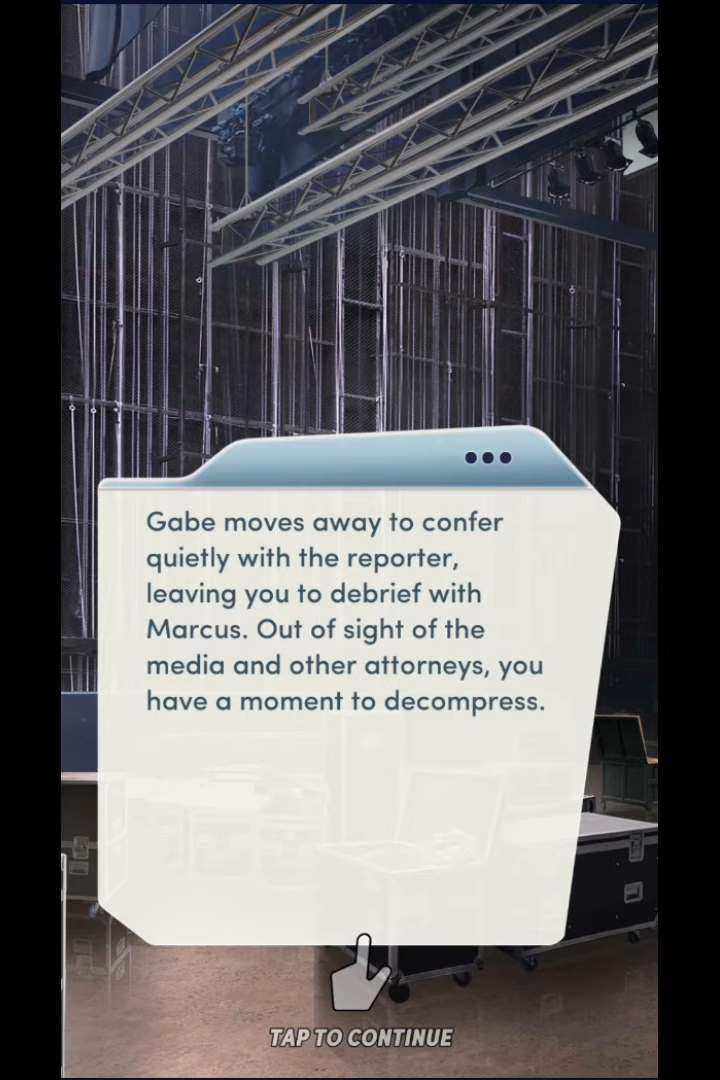 Gabe moves away to confer
quietly with the reporter,
leaving you to debrief with
Marcus. Out of sight of the
media and other attorneys, you
have a moment to decompress.
TAP TO CONTINUE